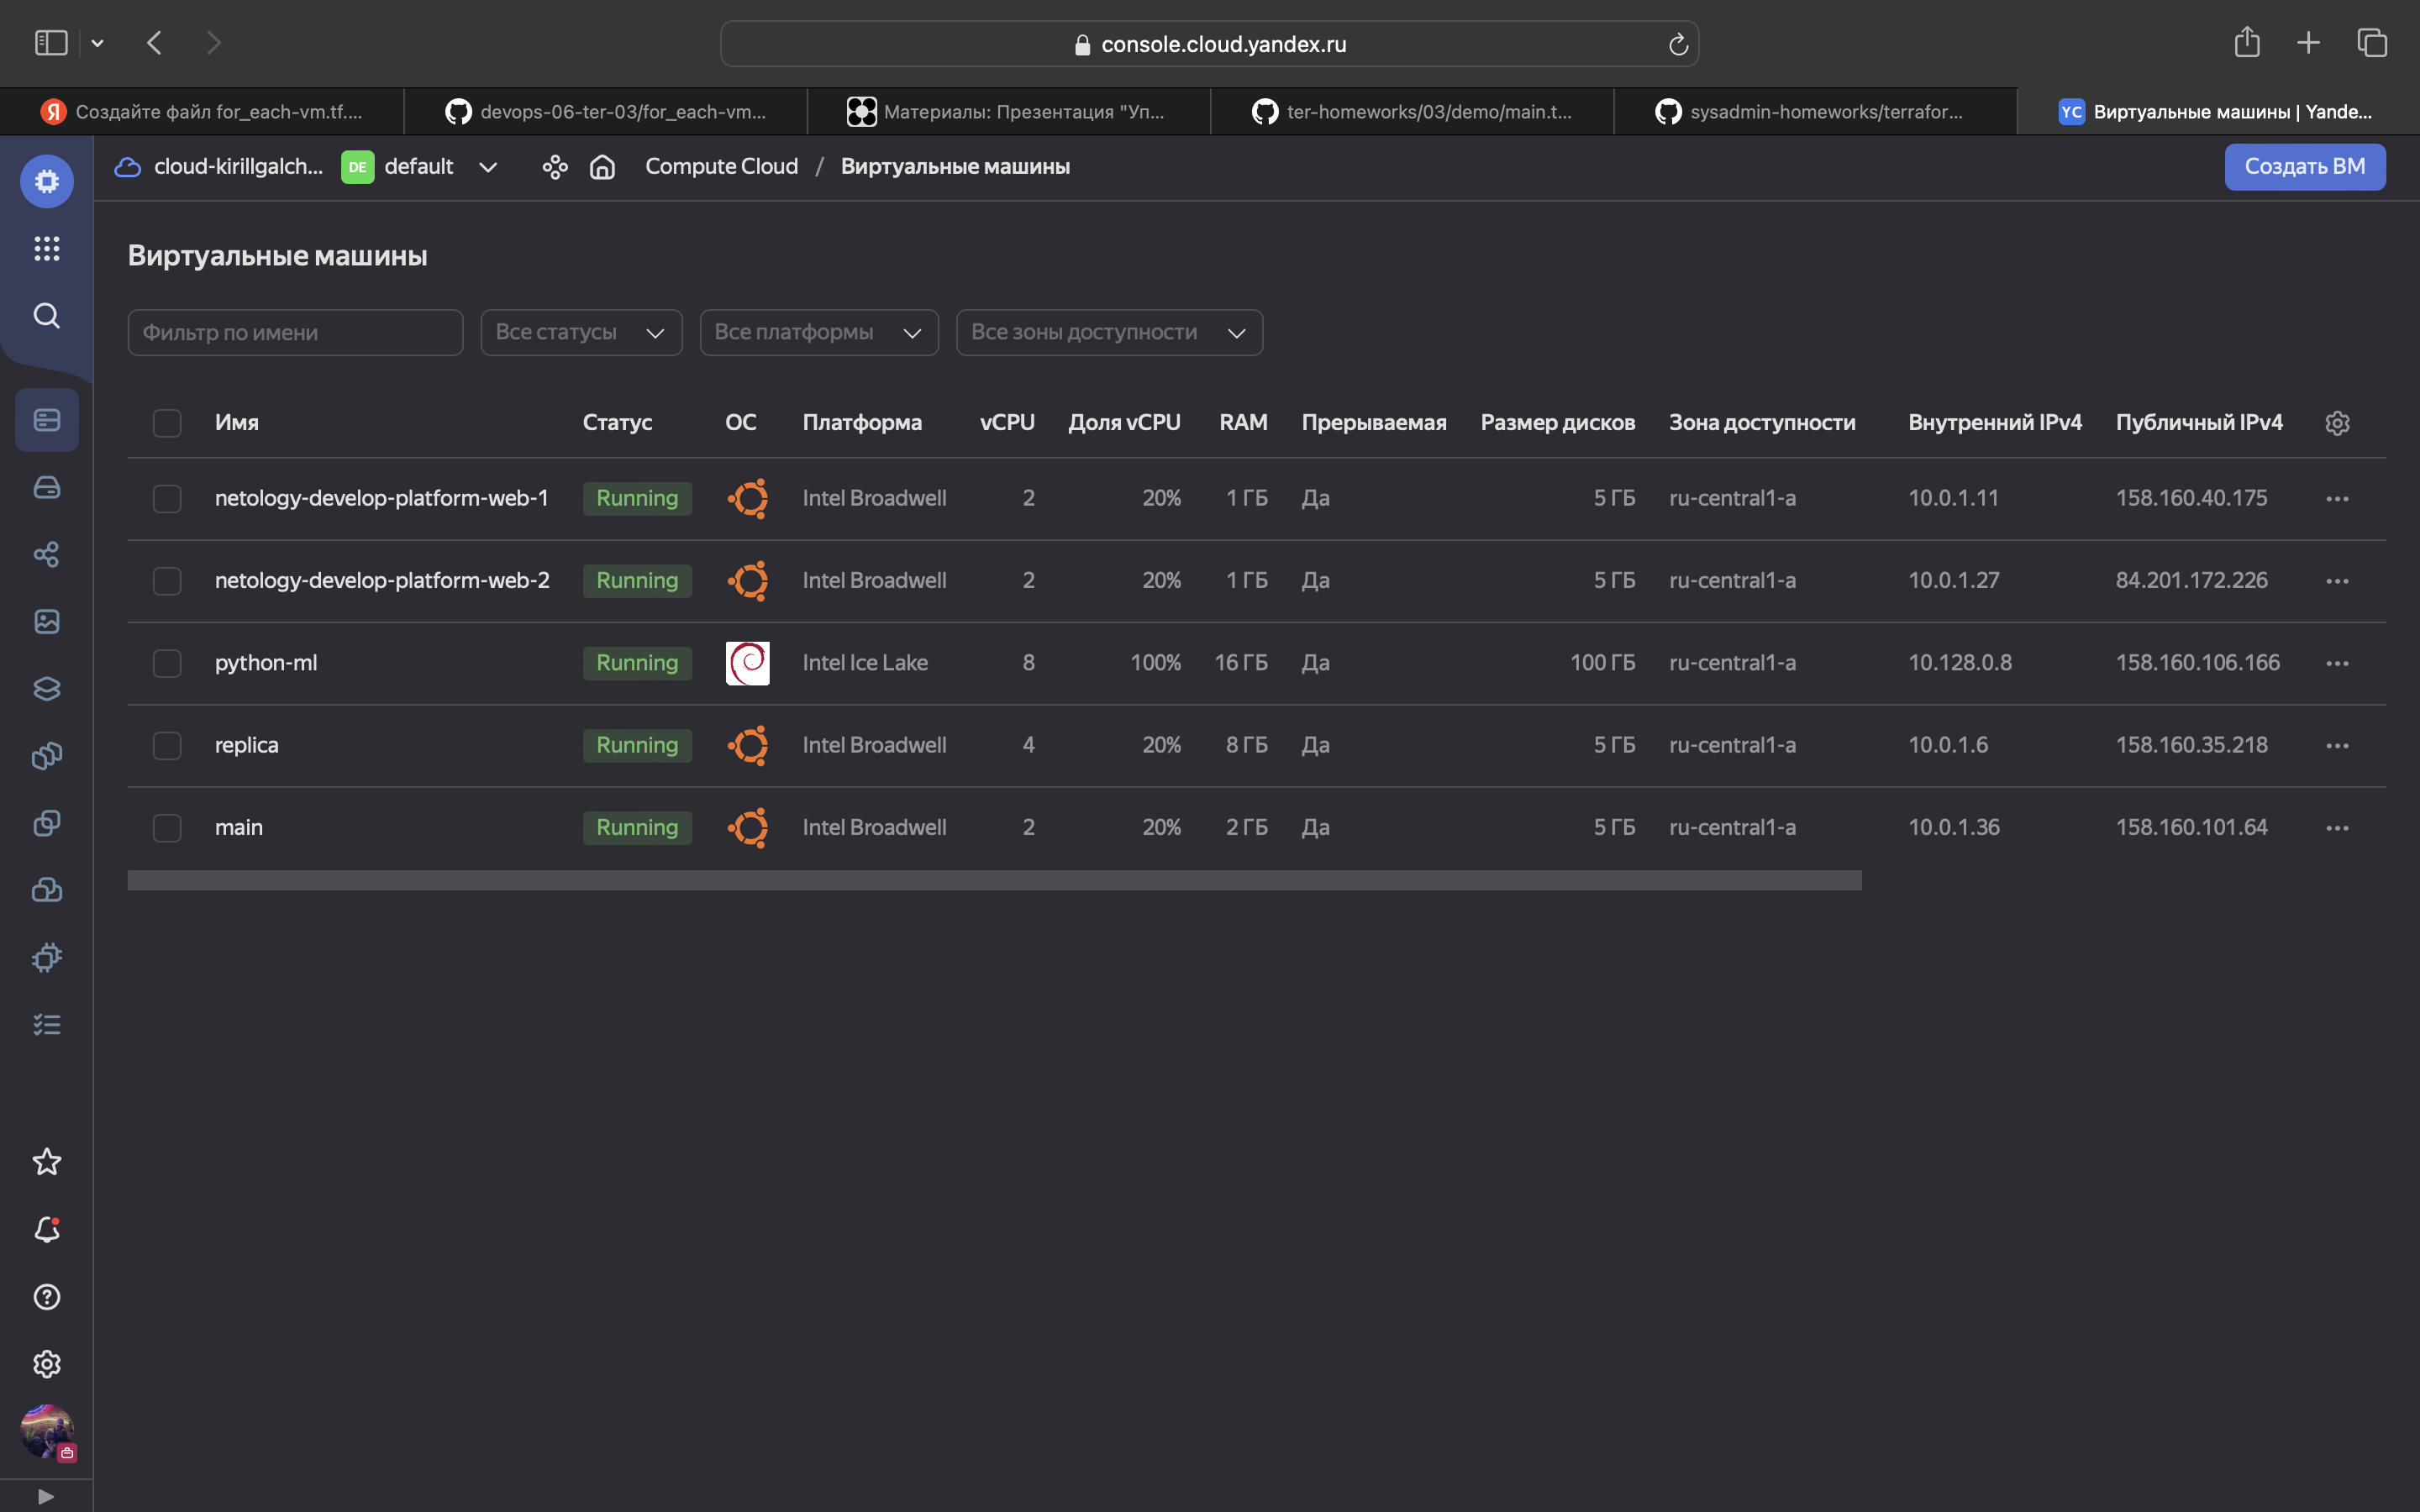 console.cloud.yandex.ru
Я Создайте файл for_each-vm.tf....
devops-06-ter-03/for_each-vm...
Материалы: Презентация "Уп...
ter-homeworks/03/demo/main.t...
sysadmin-homeworks/terrafor...
YC Виртуальные машины | Yande...
cloud-kirillgalch... DE default Compute Cloud / Виртуальные машины Создать ВМ
Виртуальные машины
Фильтр по имени Все статусы Все платформы Все зоны доступности
Имя Статус ОС Платформа vCPU Доля vCPU RAM Прерываемая Размер дисков Зона доступности Внутренний IPv4 Публичный IPv4
netology-develop-platform-web-1 Running Intel Broadwell 2 20% 1 ГБ Да 5 ГБ ru-central1-a 10.0.1.11 158.160.40.175
netology-develop-platform-web-2 Running Intel Broadwell 2 20% 1 ГБ Да 5 ГБ ru-central1-a 10.0.1.27 84.201.172.226
python-ml Running Intel Ice Lake 8 100% 16 ГБ Да 100 ГБ ru-central1-a 10.128.0.8 158.160.106.166
replica Running Intel Broadwell 4 20% 8 ГБ Да 5 ГБ ru-central1-a 10.0.1.6 158.160.35.218
main Running Intel Broadwell 2 20% 2 ГБ Да 5 ГБ ru-central1-a 10.0.1.36 158.160.101.64